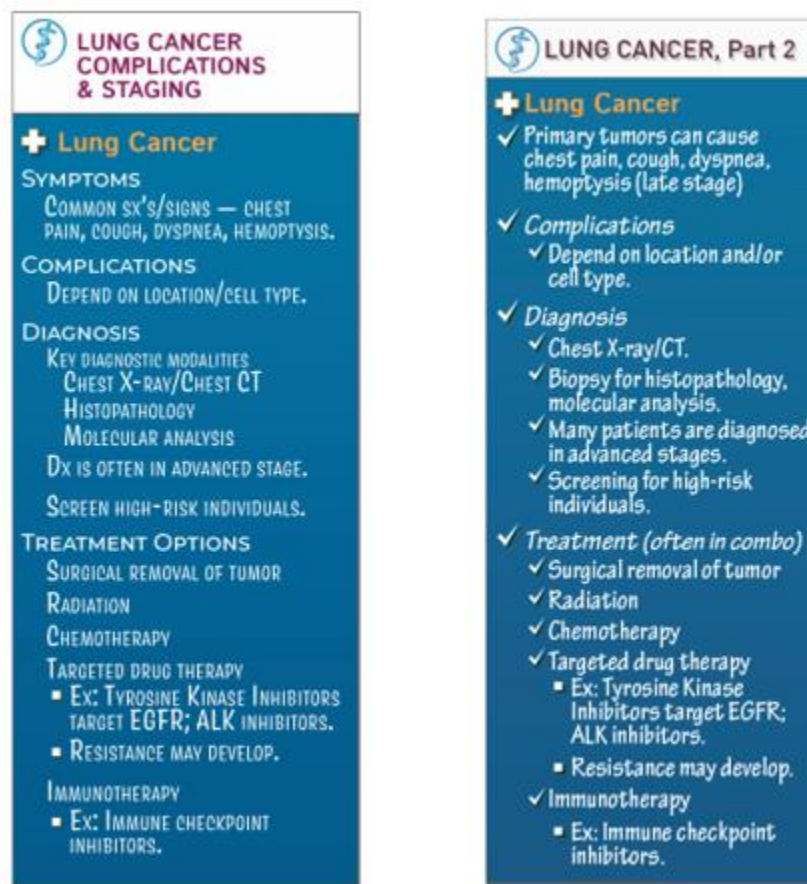 LUNG CANCER
COMPLICATIONS
& STAGING
Lung Cancer
SYMPTOMS
COMMON SX'S/SIGNS — CHEST
PAIN, COUGH, DYSPNEA, HEMOPTYSIS.
COMPLICATIONS
DEPEND ON LOCATION/CELL TYPE.
DIAGNOSIS
KEY DIAGNOSTIC MODALITIES
CHEST X-RAY/CHEST CT
HISTOPATHOLOGY
MOLECULAR ANALYSIS
DX IS OFTEN IN ADVANCED STAGE.
SCREEN HIGH-RISK INDIVIDUALS.
TREATMENT OPTIONS
SURGICAL REMOVAL OF TUMOR
RADIATION
CHEMOTHERAPY
TARGETED DRUG THERAPY
▪ EX: TYROSINE KINASE INHIBITORS
TARGET EGFR; ALK INHIBITORS.
▪ RESISTANCE MAY DEVELOP.
IMMUNOTHERAPY
▪ EX: IMMUNE CHECKPOINT
INHIBITORS.
LUNG CANCER, Part 2
Lung Cancer
✓ Primary tumors can cause
chest pain, cough, dyspnea,
hemoptysis (late stage)
✓ Complications
✓ Depend on location and/or
cell type.
✓ Diagnosis
✓ Chest X-ray/CT.
✓ Biopsy for histopathology,
molecular analysis.
✓ Many patients are diagnosed
in advanced stages.
✓ Screening for high-risk
individuals.
✓ Treatment (often in combo)
✓ Surgical removal of tumor
✓ Radiation
✓ Chemotherapy
✓ Targeted drug therapy
▪ Ex: Tyrosine Kinase
Inhibitors target EGFR;
ALK inhibitors.
▪ Resistance may develop.
✓ Immunotherapy
▪ Ex: Immune checkpoint
inhibitors.